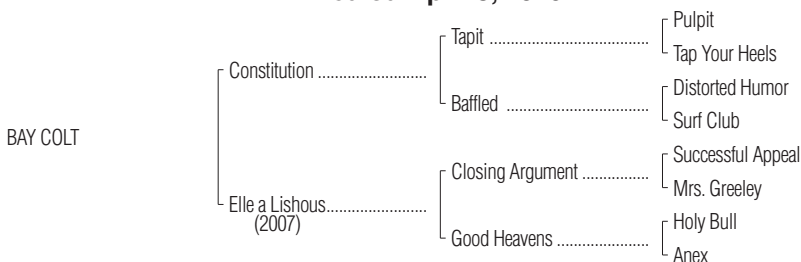 Pulpit
Tapit ....................................
Tap Your Heels
Constitution ........................
Distorted Humor
Baffled ................................
Surf Club
BAY COLT
Successful Appeal
Closing Argument ...............
Mrs. Greeley
Elle a Lishous......................
(2007)
Holy Bull
Good Heavens .....................
Anex